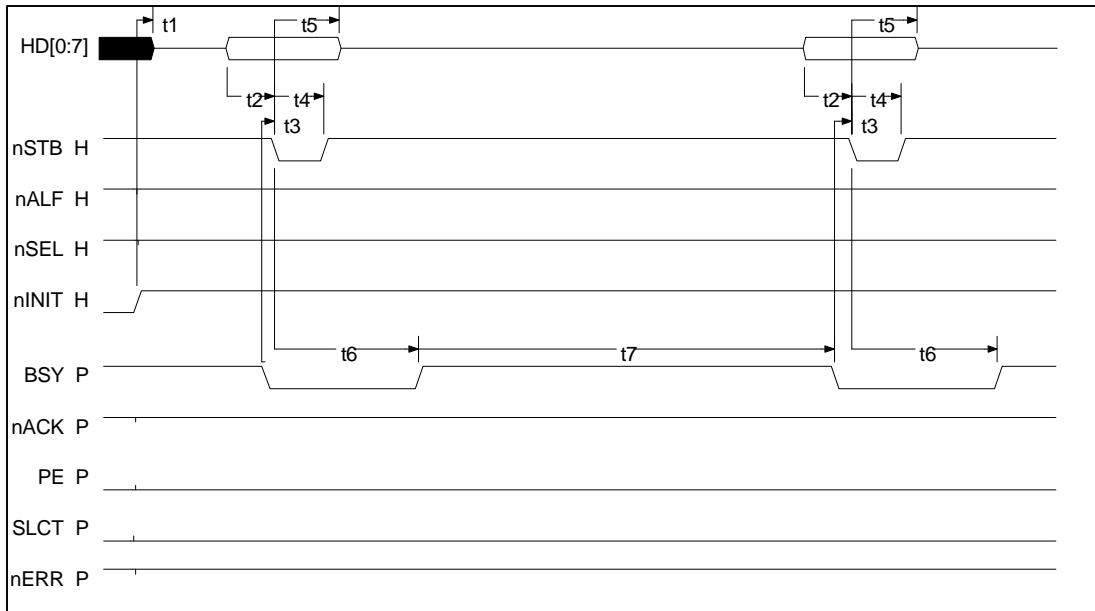 t1
t5
t5
HD[0:7]
t2
t4
t2
t4
t3
t3
nSTB H
nALF H
nSEL H
nINIT H
t6
t7
t6
BSY P
nACK P
PE P
SLCT P
nERR P